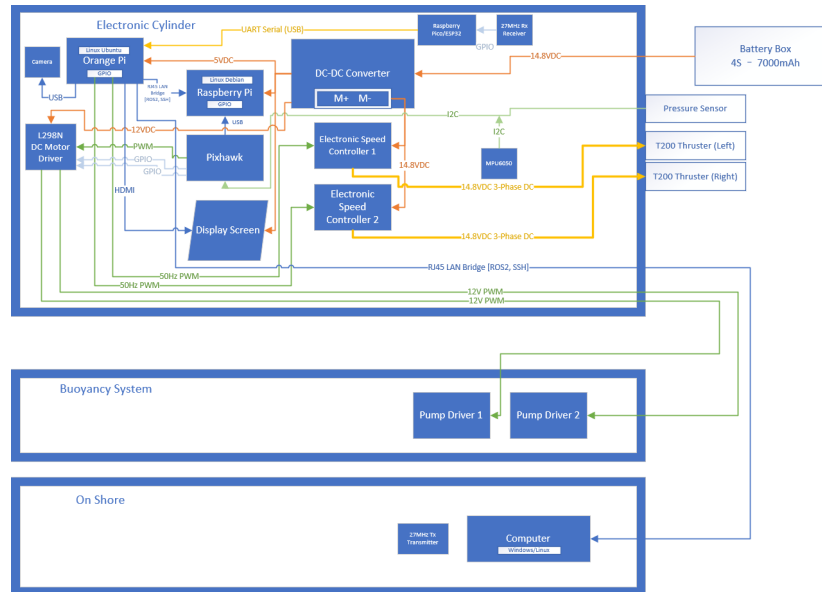 Electronic Cylinder
UART Serial (USB)
Raspberry
Pico/ESP32
GPIO
27MHz Rx
Receiver
Camera
Linux Ubuntu
Orange Pi
GPIO
5VDC
DC-DC Converter
M+ M-
14.8VDC
Battery Box
4S - 7000mAh
USB
RJ45 LAN
Bridge
[ROS2, SSH]
Linux Debian
Raspberry Pi
GPIO
USB
I2C
Pressure Sensor
L298N
DC Motor
Driver
12VDC
PWM
GPIO
GPIO
Pixhawk
Electronic Speed
Controller 1
14.8VDC
I2C
MPU6050
T200 Thruster (Left)
T200 Thruster (Right)
HDMI
14.8VDC 3-Phase DC
Electronic
Speed
Controller 2
Display Screen
14.8VDC 3-Phase DC
RJ45 LAN Bridge [ROS2, SSH]
50Hz PWM
50Hz PWM
12V PWM
12V PWM
Buoyancy System
Pump Driver 1
Pump Driver 2
On Shore
27MHz Tx
Transmitter
Computer
Windows/Linux